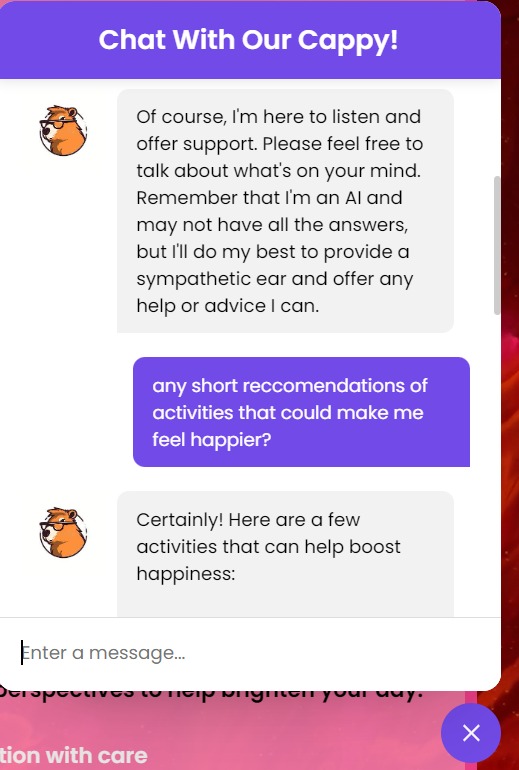 Chat With Our Cappy!
Of course, I'm here to listen and
offer support. Please feel free to
talk about what's on your mind.
Remember that I'm an AI and
may not have all the answers,
but I'll do my best to provide a
sympathetic ear and offer any
help or advice I can.
any short reccomendations of
activities that could make me
feel happier?
Certainly! Here are a few
activities that can help boost
happiness:
Enter a message...
perspectives to help brighten your day.
tion with care